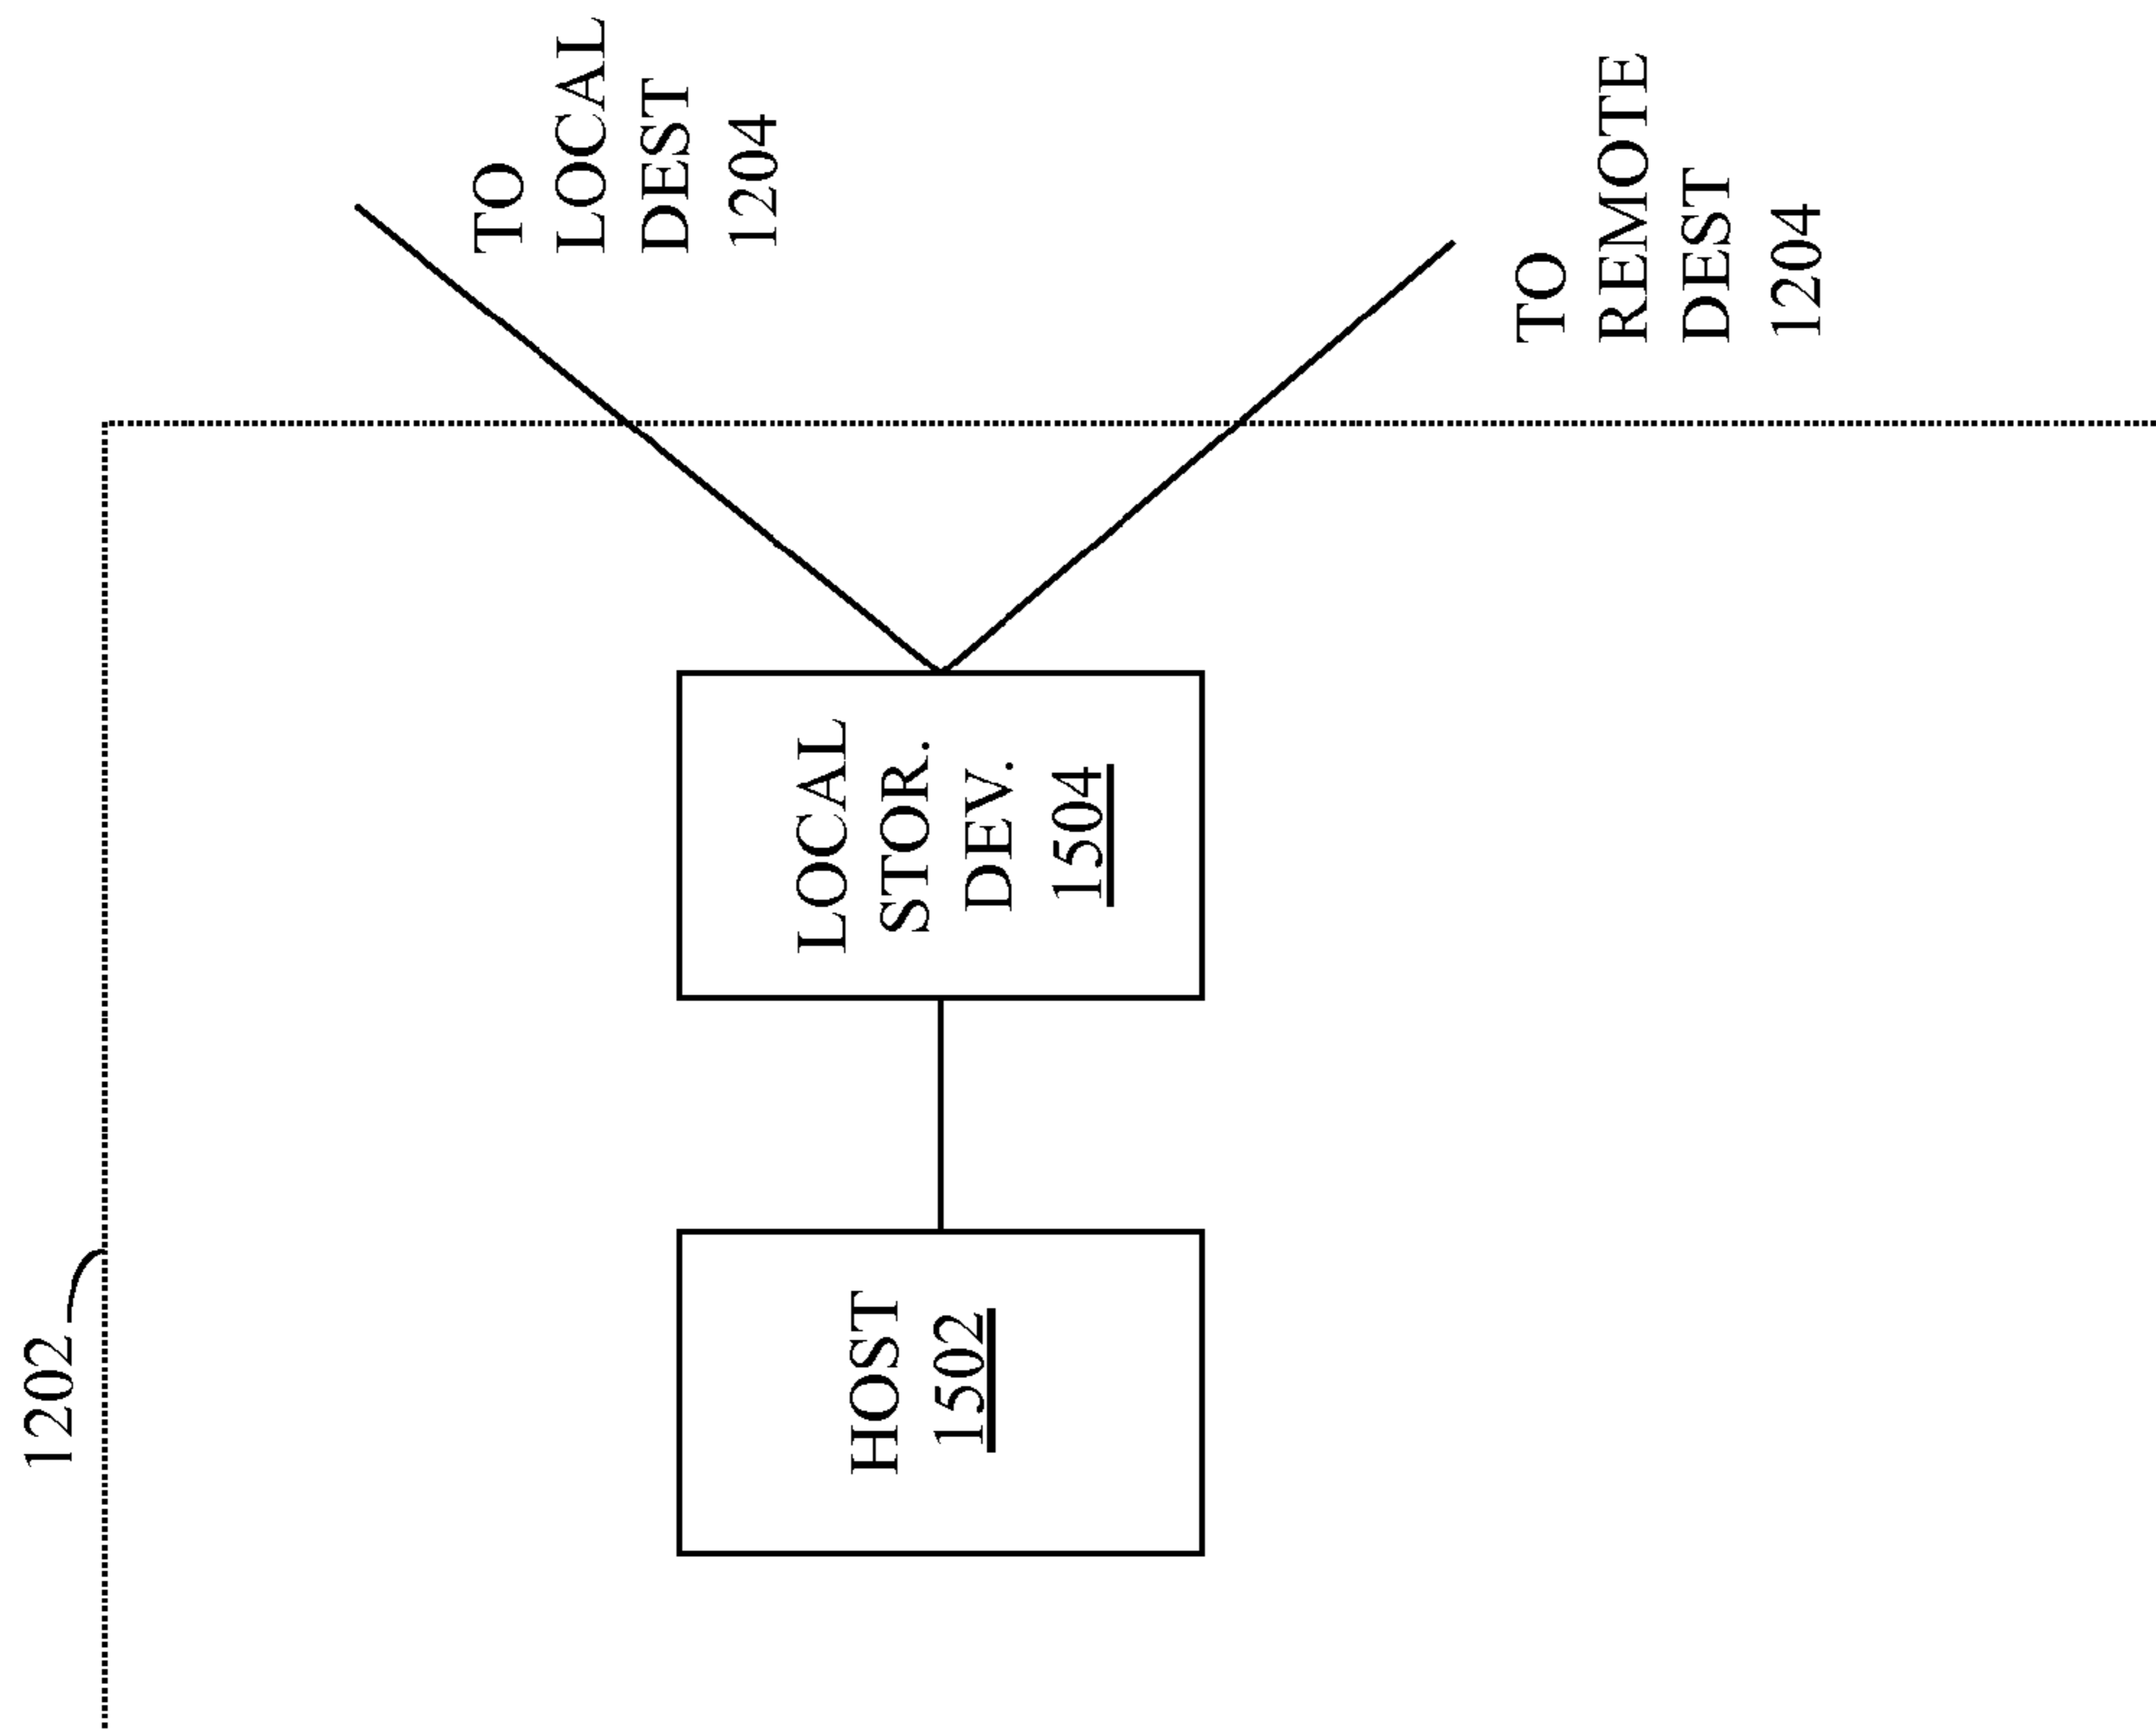 1202
HOST
1502
LOCAL
STOR.
DEV.
1504
TO
LOCAL
DEST
1204
TO
REMOTE
DEST
1204